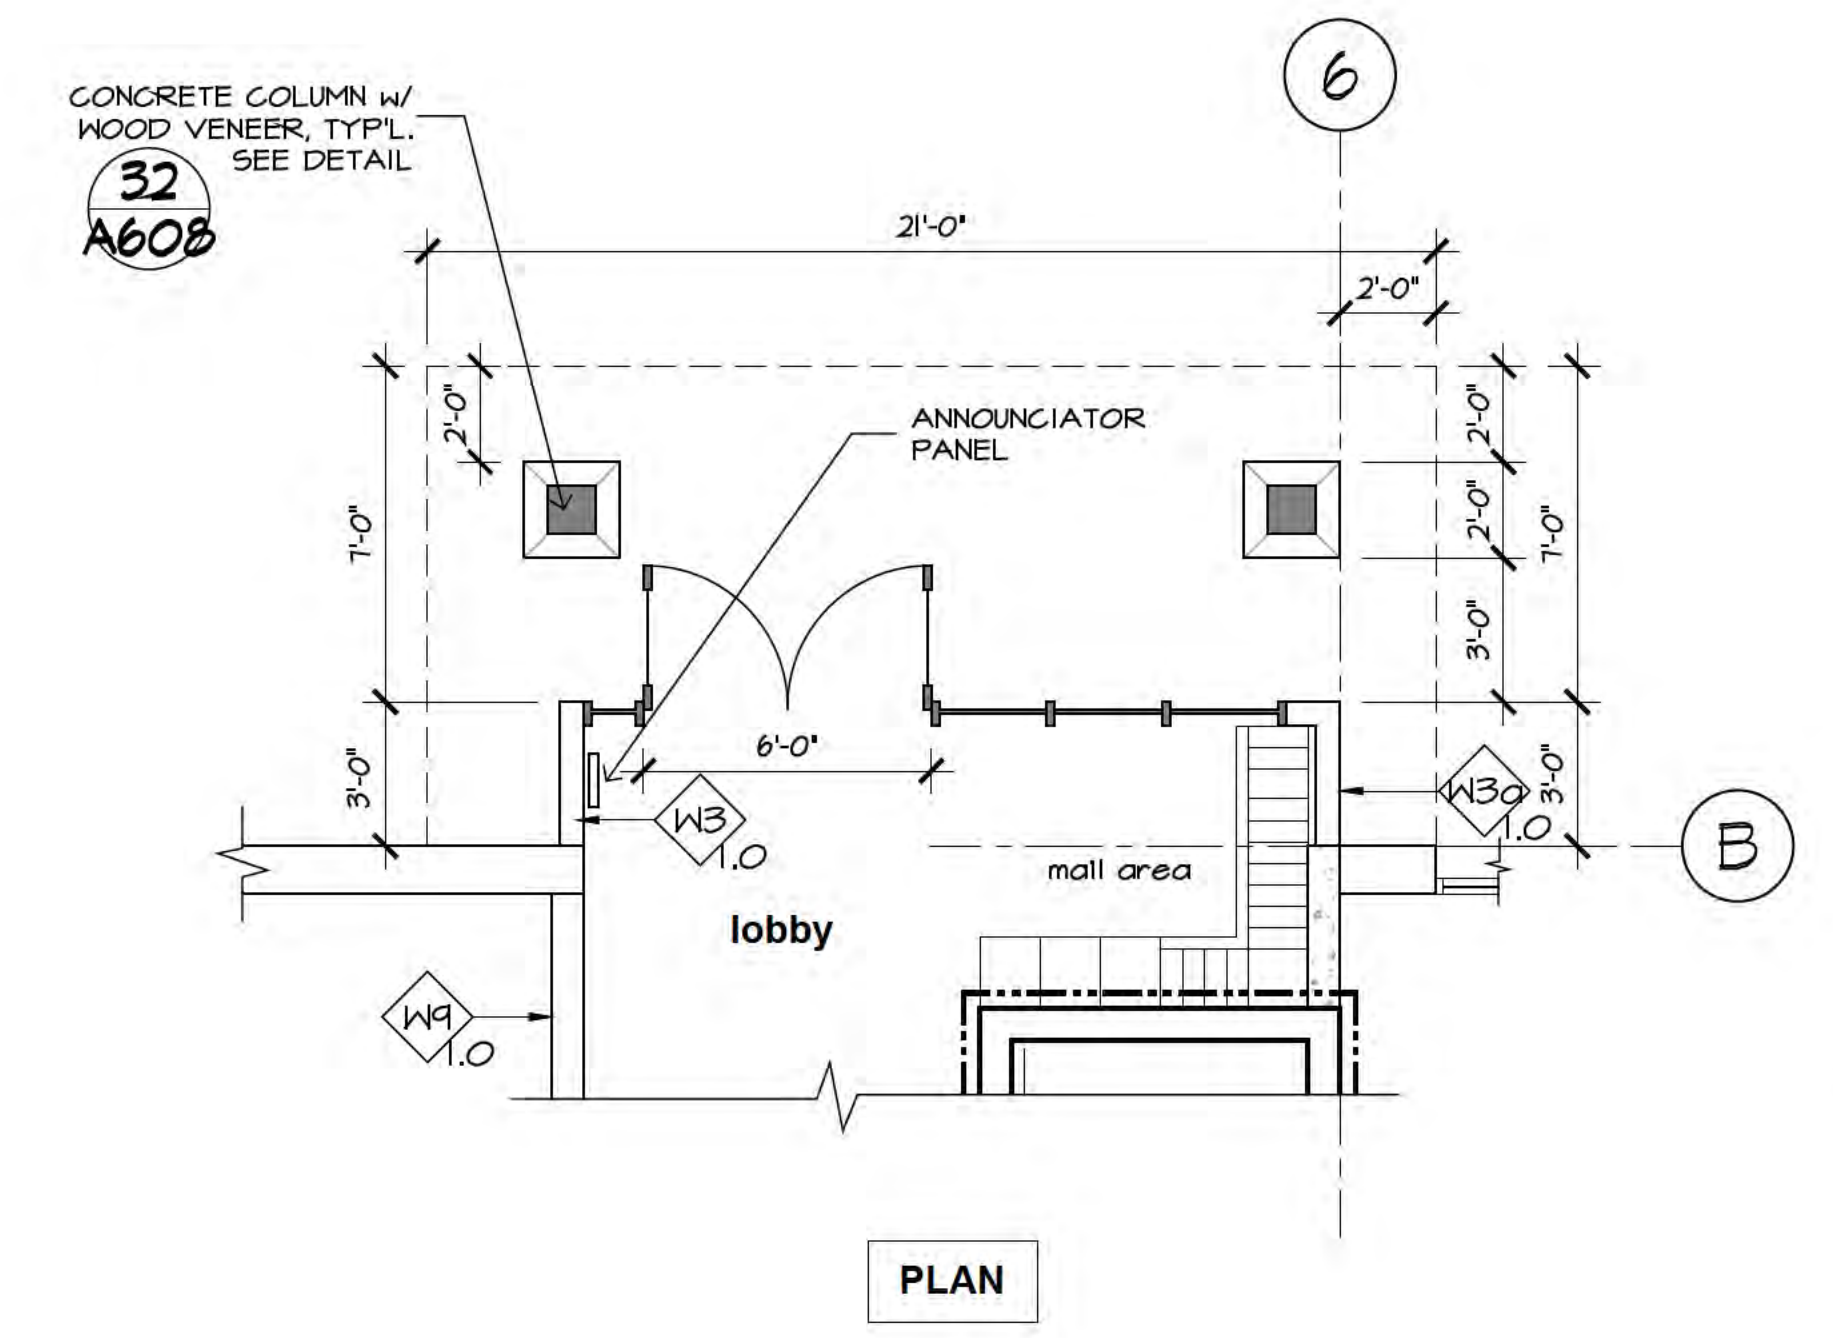 6
CONCRETE COLUMN w/
WOOD VENEER, TYP'L.
SEE DETAIL
32
A608
21'-0"
2'-0"
2'-0"
2'-0"
ANNOUNCIATOR
PANEL
7'-0"
2'-0"
7'-0"
3'-0"
6'-0"
3'-0"
3'-0"
W3
1.0
W3a
1.0
B
mail area
lobby
W9
1.0
PLAN